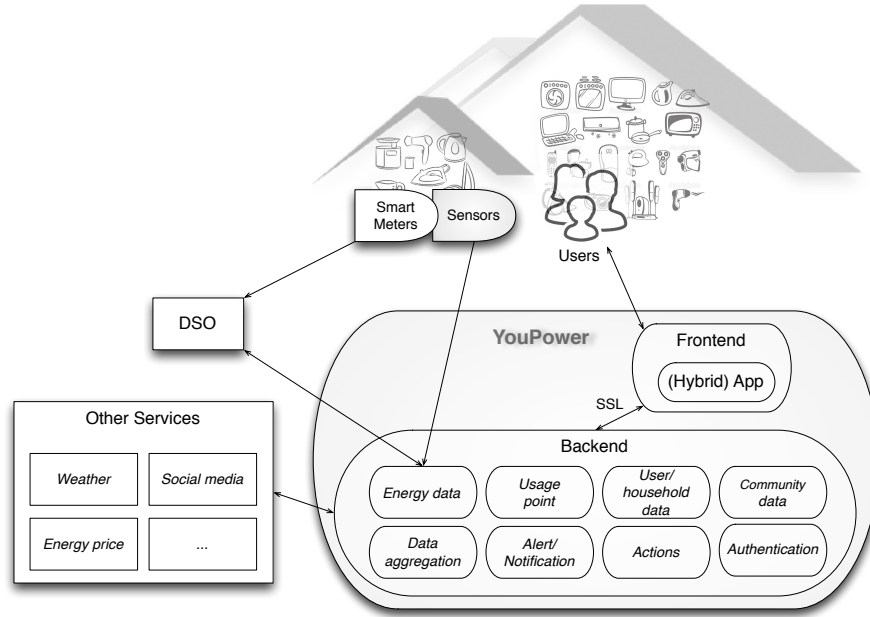 Smart
Meters
Sensors
Users
DSO
YouPower
Frontend
(Hybrid) App
SSL
Other Services
Weather
Social media
Energy price
...
Backend
Energy data
Usage
point
User/
household
data
Community
data
Data
aggregation
Alert/
Notification
Actions
Authentication